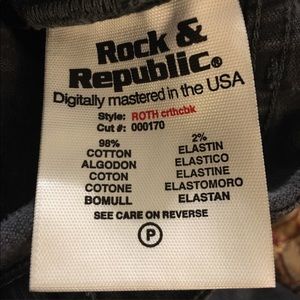 Rock &
Republic®
Digitally mastered in the USA
Style: ROTH crthcbk
Cut #: 000170
98% 2%
COTTON ELASTIN
ALGODON ELASTICO
COTON ELASTINE
COTONE ELASTOMORO
BOMULL ELASTAN
SEE CARE ON REVERSE
P